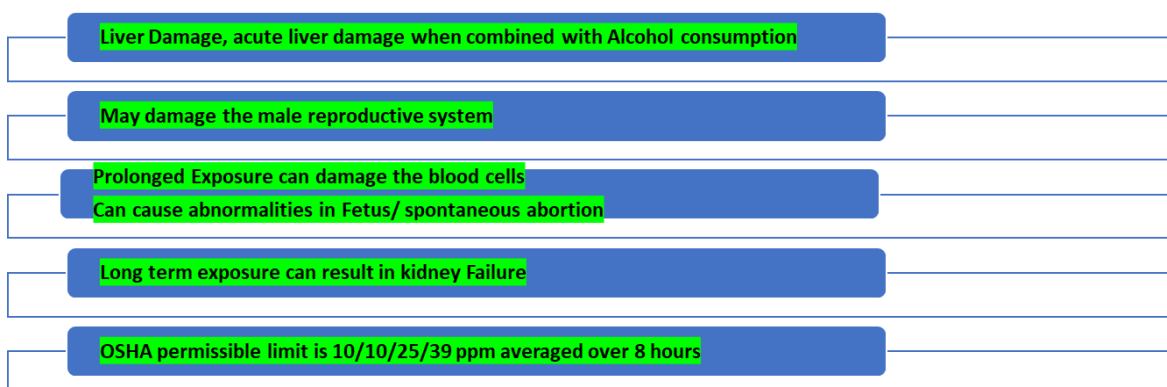 Liver Damage, acute liver damage when combined with Alcohol consumption
May damage the male reproductive system
Prolonged Exposure can damage the blood cells
Can cause abnormalities in Fetus/ spontaneous abortion
Long term exposure can result in kidney Failure
OSHA permissible limit is 10/10/25/39 ppm averaged over 8 hours